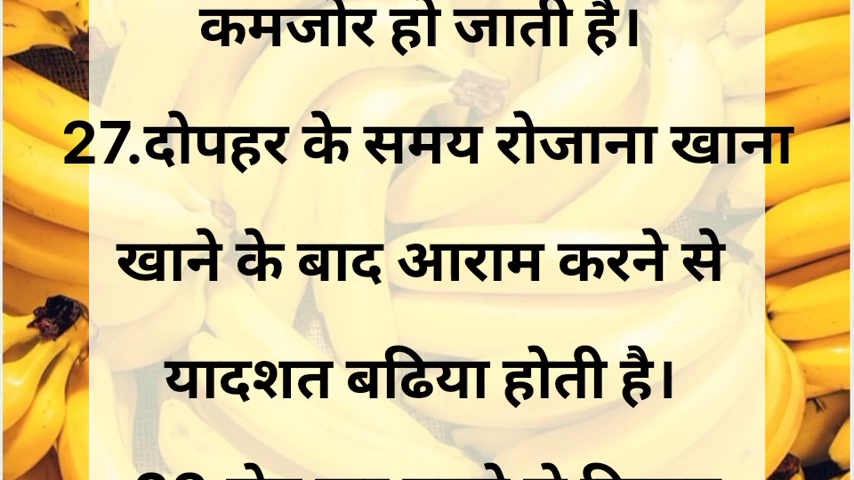 कमजोर हो जाती है।
27.दोपहर के समय रोजाना खाना
खाने के बाद आराम करने से
यादशत बढिया होती है।